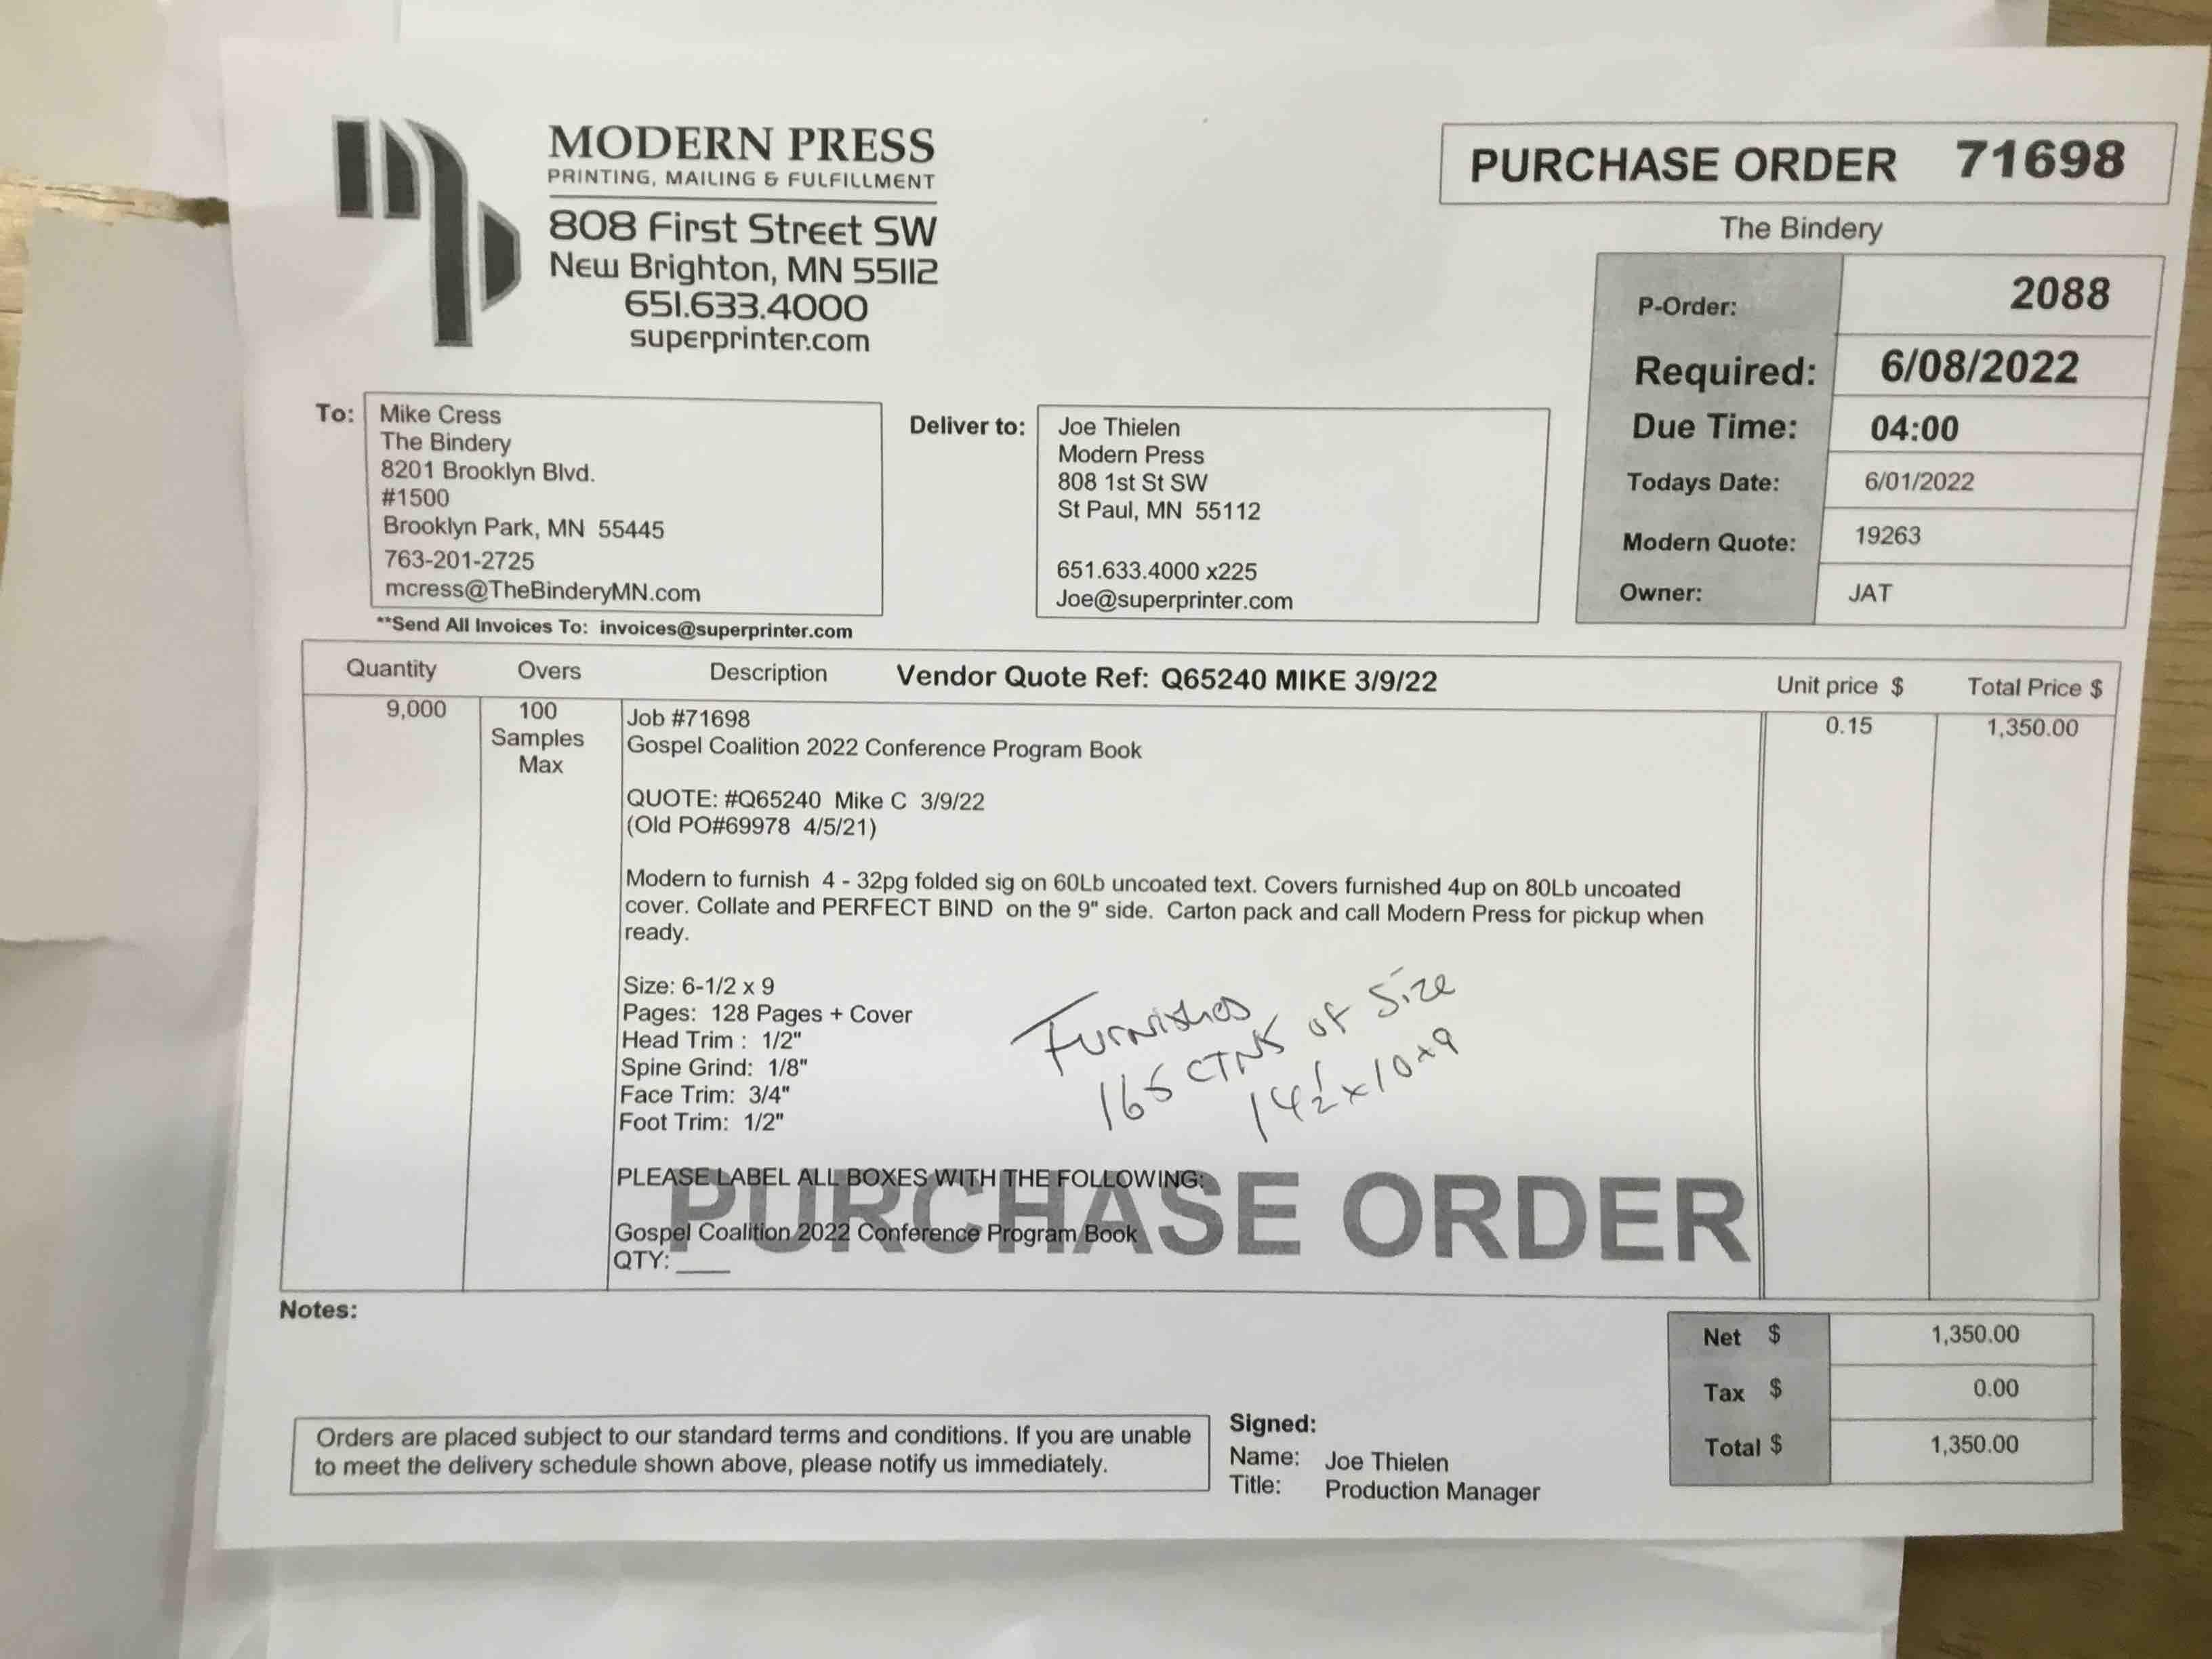 MODERN PRESS
PRINTING, MAILING & FULFILLMENT
808 First Street SW
New Brighton, MN 55112
651.633.4000
superprinter.com
PURCHASE ORDER 71698
The Bindery
P-Order: 2088
Required: 6/08/2022
Due Time: 04:00
Todays Date: 6/01/2022
Modern Quote: 19263
Owner: JAT
To:
Mike Cress
The Bindery
8201 Brooklyn Blvd.
#1500
Brooklyn Park, MN 55445
763-201-2725
mcress@TheBinderyMN.com
**Send All Invoices To: invoices@superprinter.com
Deliver to:
Joe Thielen
Modern Press
808 1st St SW
St Paul, MN 55112
651.633.4000 x225
Joe@superprinter.com
Quantity Overs Description Vendor Quote Ref: Q65240 MIKE 3/9/22 Unit price $ Total Price $
9,000
100
Samples
Max
Job #71698
0.15 1,350.00
Gospel Coalition 2022 Conference Program Book
QUOTE: #Q65240 Mike C 3/9/22
(Old PO#69978 4/5/21)
Modern to furnish 4 - 32pg folded sig on 60Lb uncoated text. Covers furnished 4up on 80Lb uncoated
cover. Collate and PERFECT BIND on the 9" side. Carton pack and call Modern Press for pickup when
ready.
Size: 6-1/2 x 9
Pages: 128 Pages + Cover
Head Trim : 1/2"
Spine Grind: 1/8"
Face Trim: 3/4"
Foot Trim: 1/2"
Furnished
165 CTNS of Size
14 1/2 x 10 x 9
PLEASE LABEL ALL BOXES WITH THE FOLLOWING:
Gospel Coalition 2022 Conference Program Book
QTY: ____
PURCHASE ORDER
Notes:
Net $ 1,350.00
Tax $ 0.00
Total $ 1,350.00
Orders are placed subject to our standard terms and conditions. If you are unable
to meet the delivery schedule shown above, please notify us immediately.
Signed:
Name: Joe Thielen
Title: Production Manager